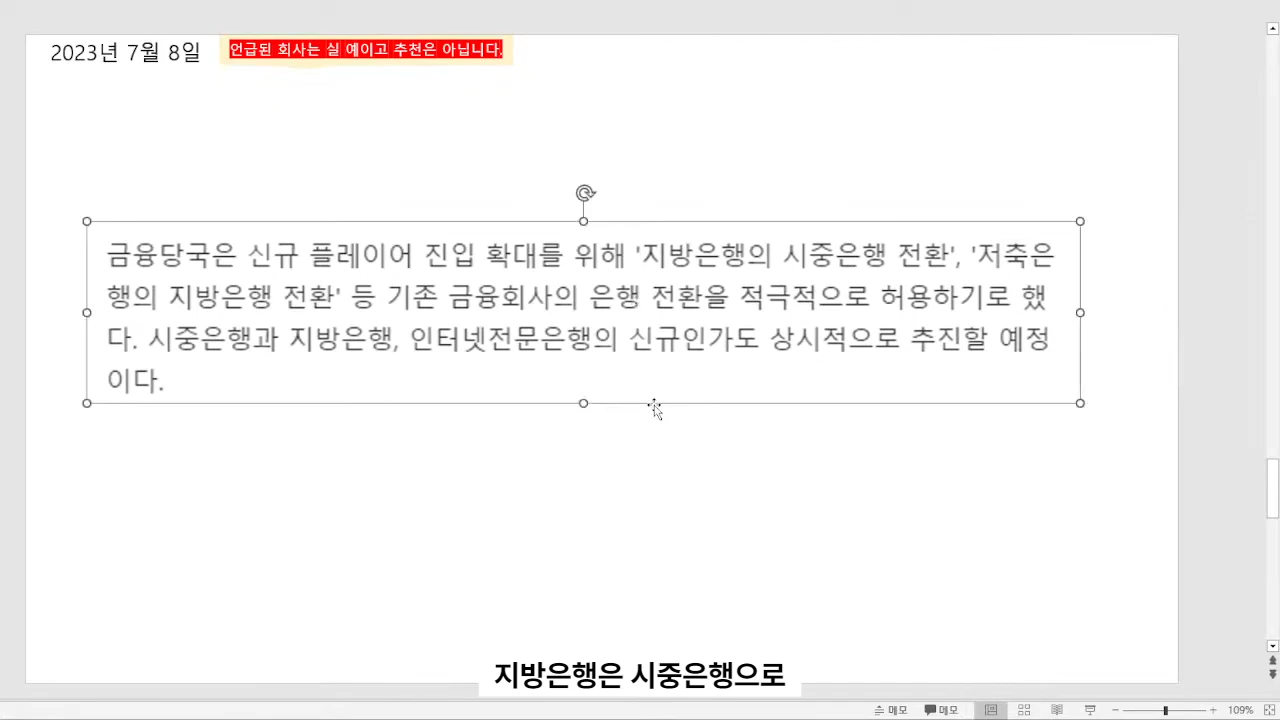 2023년 7월 8일
언급된 회사는 실 예이고 추천은 아닙니다.
금융당국은 신규 플레이어 진입 확대를 위해 '지방은행의 시중은행 전환', '저축은
행의 지방은행 전환' 등 기존 금융회사의 은행 전환을 적극적으로 허용하기로 했
다. 시중은행과 지방은행, 인터넷전문은행의 신규인가도 상시적으로 추진할 예정
이다.
지방은행은 시중은행으로
메모 메모 109%